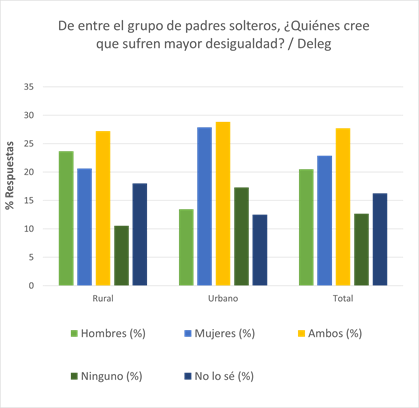 De entre el grupo de padres solteros, ¿Quiénes cree
que sufren mayor desigualdad? / Deleg
% Respuestas
35
30
25
20
15
10
5
0
Rural Urbano Total
Hombres (%) Mujeres (%) Ambos (%)
Ninguno (%) No lo sé (%)